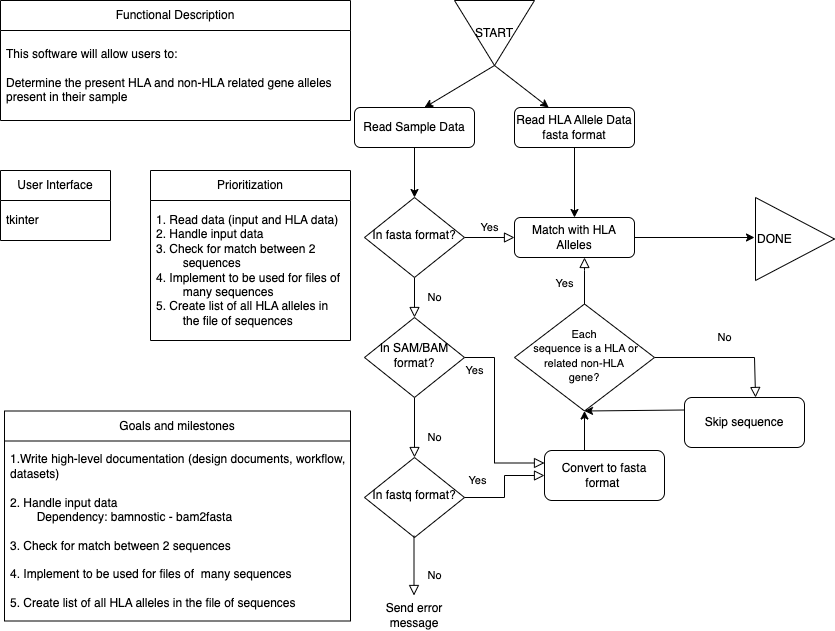 Functional Description
This software will allow users to:
Determine the present HLA and non-HLA related gene alleles
present in their sample
START
Read Sample Data
Read HLA Allele Data
fasta format
User Interface
tkinter
Prioritization
1. Read data (input and HLA data)
2. Handle input data
3. Check for match between 2
sequences
4. Implement to be used for files of
many sequences
5. Create list of all HLA alleles in
the file of sequences
In fasta format?
Yes
Match with HLA
Alleles
DONE
No
Yes
In SAM/BAM
format?
Yes
Each
sequence is a HLA or
related non-HLA
gene?
No
Skip sequence
No
In fastq format?
Yes
Convert to fasta
format
No
Send error
message
Goals and milestones
1.Write high-level documentation (design documents, workflow,
datasets)
2. Handle input data
Dependency: bamnostic - bam2fasta
3. Check for match between 2 sequences
4. Implement to be used for files of  many sequences
5. Create list of all HLA alleles in the file of sequences